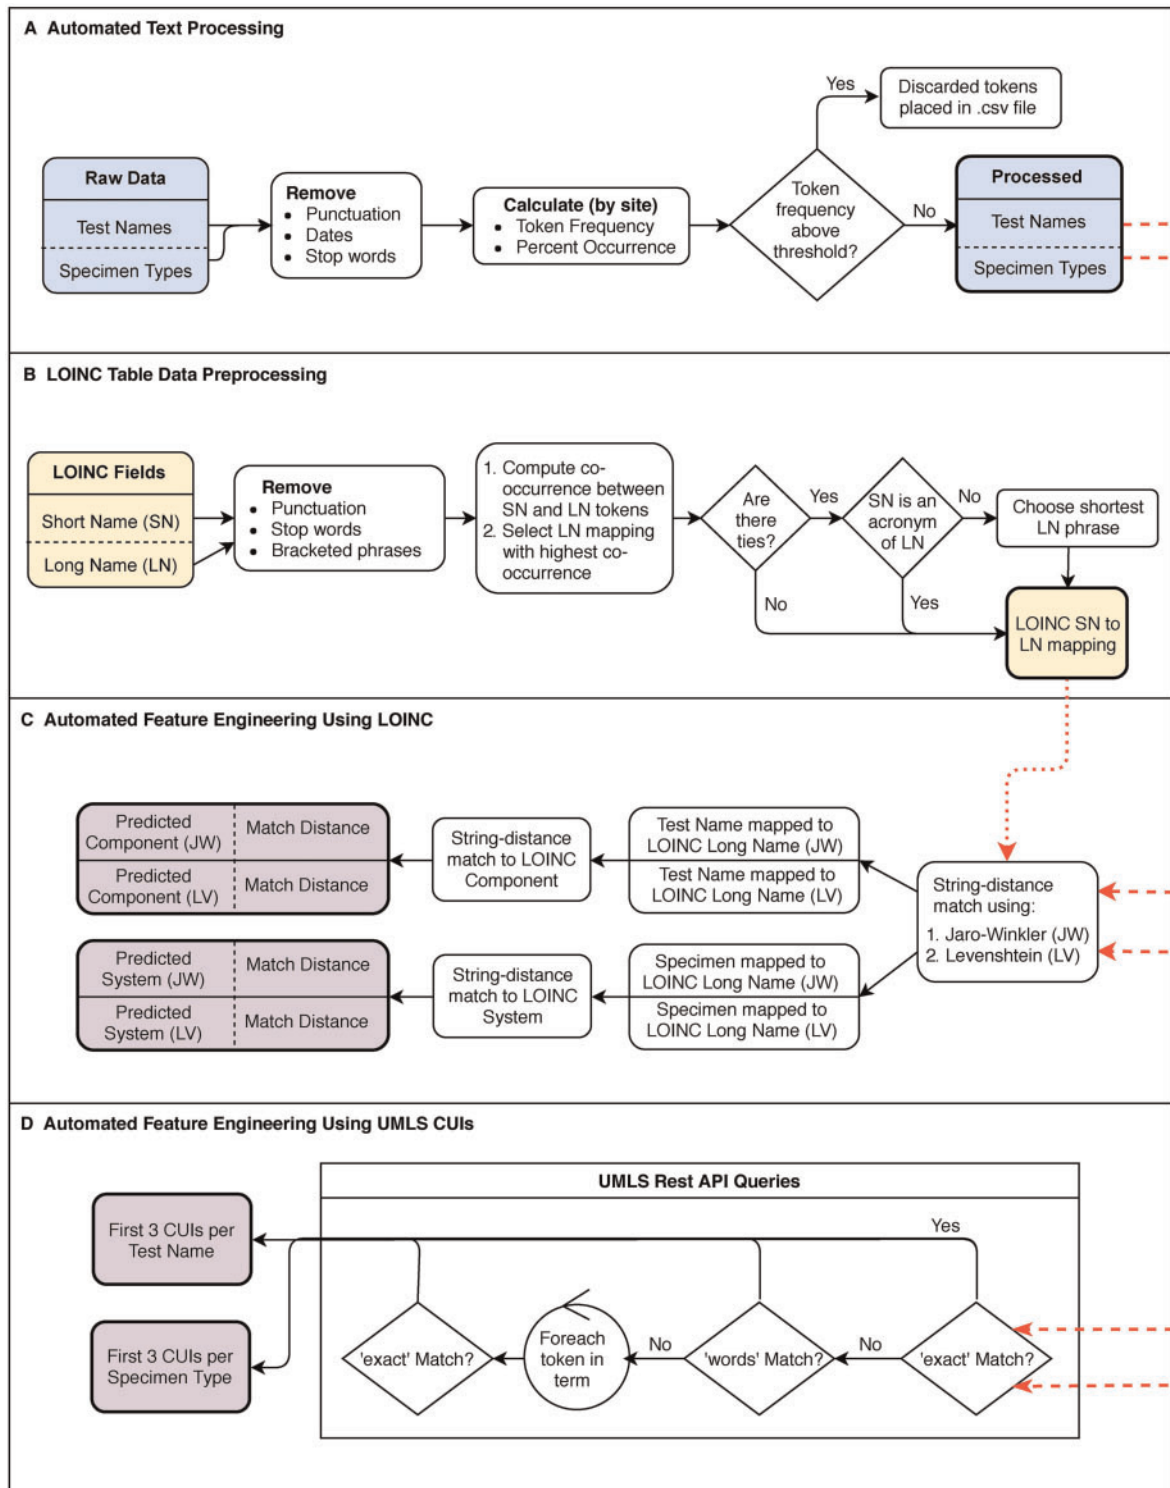 A Automated Text Processing
Yes
Discarded tokens
placed in .csv file
Raw Data
Test Names
Specimen Types
Remove
• Punctuation
• Dates
• Stop words
Calculate (by site)
• Token Frequency
• Percent Occurrence
Token
frequency
above
threshold?
No
Processed
Test Names
Specimen Types
B LOINC Table Data Preprocessing
LOINC Fields
Short Name (SN)
Long Name (LN)
Remove
• Punctuation
• Stop words
• Bracketed phrases
1. Compute co-
occurrence between
SN and LN tokens
2. Select LN mapping
with highest co-
occurrence
Are
there
ties?
Yes
No
SN is an
acronym
of LN
No
Yes
Choose shortest
LN phrase
LOINC SN to
LN mapping
C Automated Feature Engineering Using LOINC
Predicted
Component (JW)
Match Distance
Predicted
Component (LV)
Match Distance
String-distance
match to LOINC
Component
Test Name mapped to
LOINC Long Name (JW)
Test Name mapped to
LOINC Long Name (LV)
String-distance
match using:
1. Jaro-Winkler (JW)
2. Levenshtein (LV)
Predicted
System (JW)
Match Distance
Predicted
System (LV)
Match Distance
String-distance
match to LOINC
System
Specimen mapped to
LOINC Long Name (JW)
Specimen mapped to
LOINC Long Name (LV)
D Automated Feature Engineering Using UMLS CUIs
UMLS Rest API Queries
First 3 CUIs per
Test Name
First 3 CUIs per
Specimen Type
Yes
'exact' Match?
Foreach
token in
term
No
'words' Match?
No
'exact' Match?